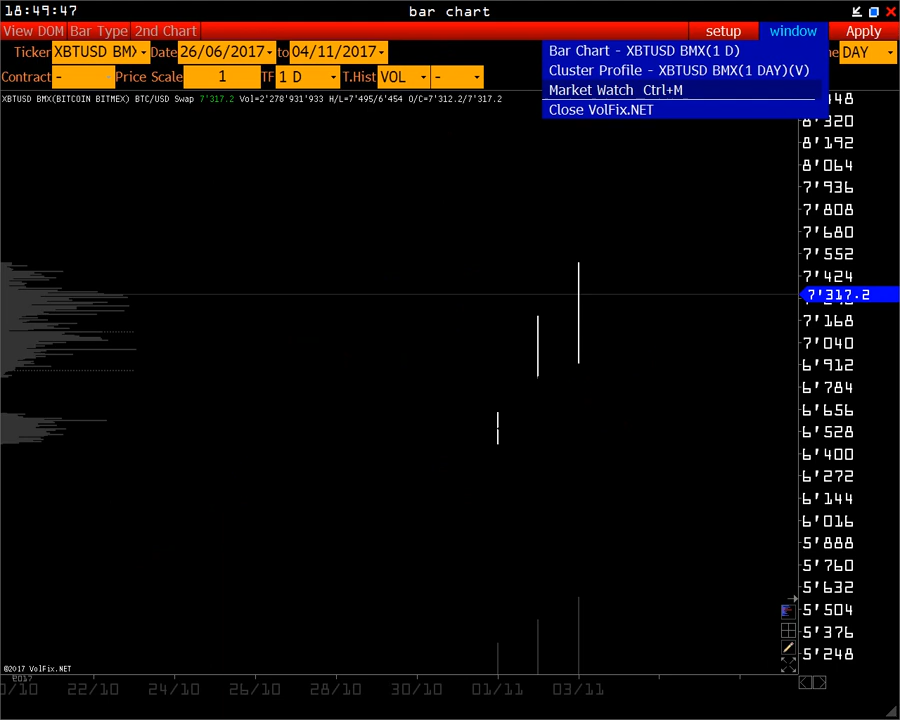 18:49:47 bar chart
View DOM Bar Type 2nd Chart setup window Apply
Ticker XBTUSD BMX Date 26/06/2017 to 04/11/2017 DAY
Contract - Price Scale 1 TF 1 D T.Hist VOL -
Bar Chart - XBTUSD BMX(1 D)
Cluster Profile - XBTUSD BMX(1 DAY)(V)
Market Watch Ctrl+M
Close VolFix.NET
XBTUSD BMX(BITCOIN BITMEX) BTC/USD Swap 7'317.2 Vol=2'278'931'933 H/L=7'495/6'454 O/C=7'312.2/7'317.2
8'320
8'192
8'064
7'936
7'808
7'680
7'552
7'424
7'317.2
7'168
7'040
6'912
6'784
6'656
6'528
6'400
6'272
6'144
6'016
5'888
5'760
5'632
5'504
5'376
5'248
©2017 VolFix.NET
2017
22/10 24/10 26/10 28/10 30/10 01/11 03/11